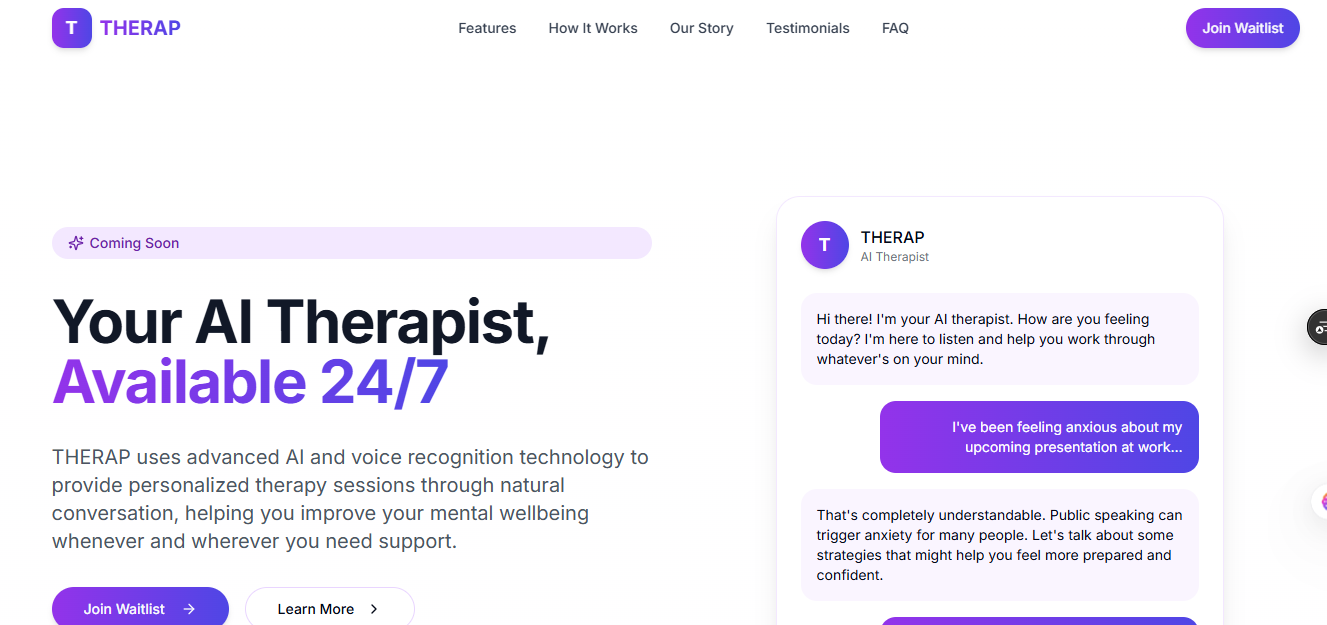 T THERAP
Features How It Works Our Story Testimonials FAQ
Join Waitlist
Coming Soon
Your AI Therapist,
Available 24/7
THERAP uses advanced AI and voice recognition technology to
provide personalized therapy sessions through natural
conversation, helping you improve your mental wellbeing
whenever and wherever you need support.
Join Waitlist
Learn More
T
THERAP
AI Therapist
Hi there! I'm your AI therapist. How are you feeling
today? I'm here to listen and help you work through
whatever's on your mind.
I've been feeling anxious about my
upcoming presentation at work...
That's completely understandable. Public speaking can
trigger anxiety for many people. Let's talk about some
strategies that might help you feel more prepared and
confident.